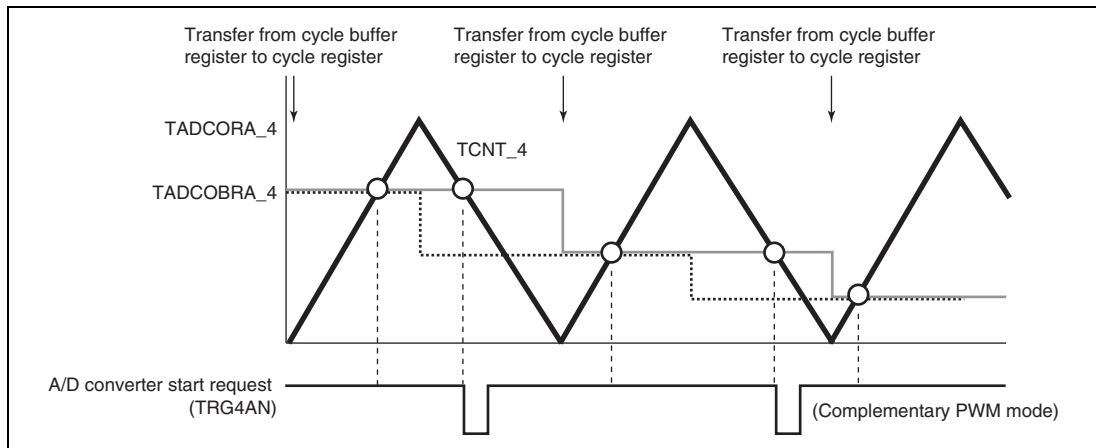 Transfer from cycle buffer
register to cycle register
Transfer from cycle buffer
register to cycle register
Transfer from cycle buffer
register to cycle register
TADCORA_4
TCNT_4
TADCOBRA_4
A/D converter start request
(TRG4AN)
(Complementary PWM mode)